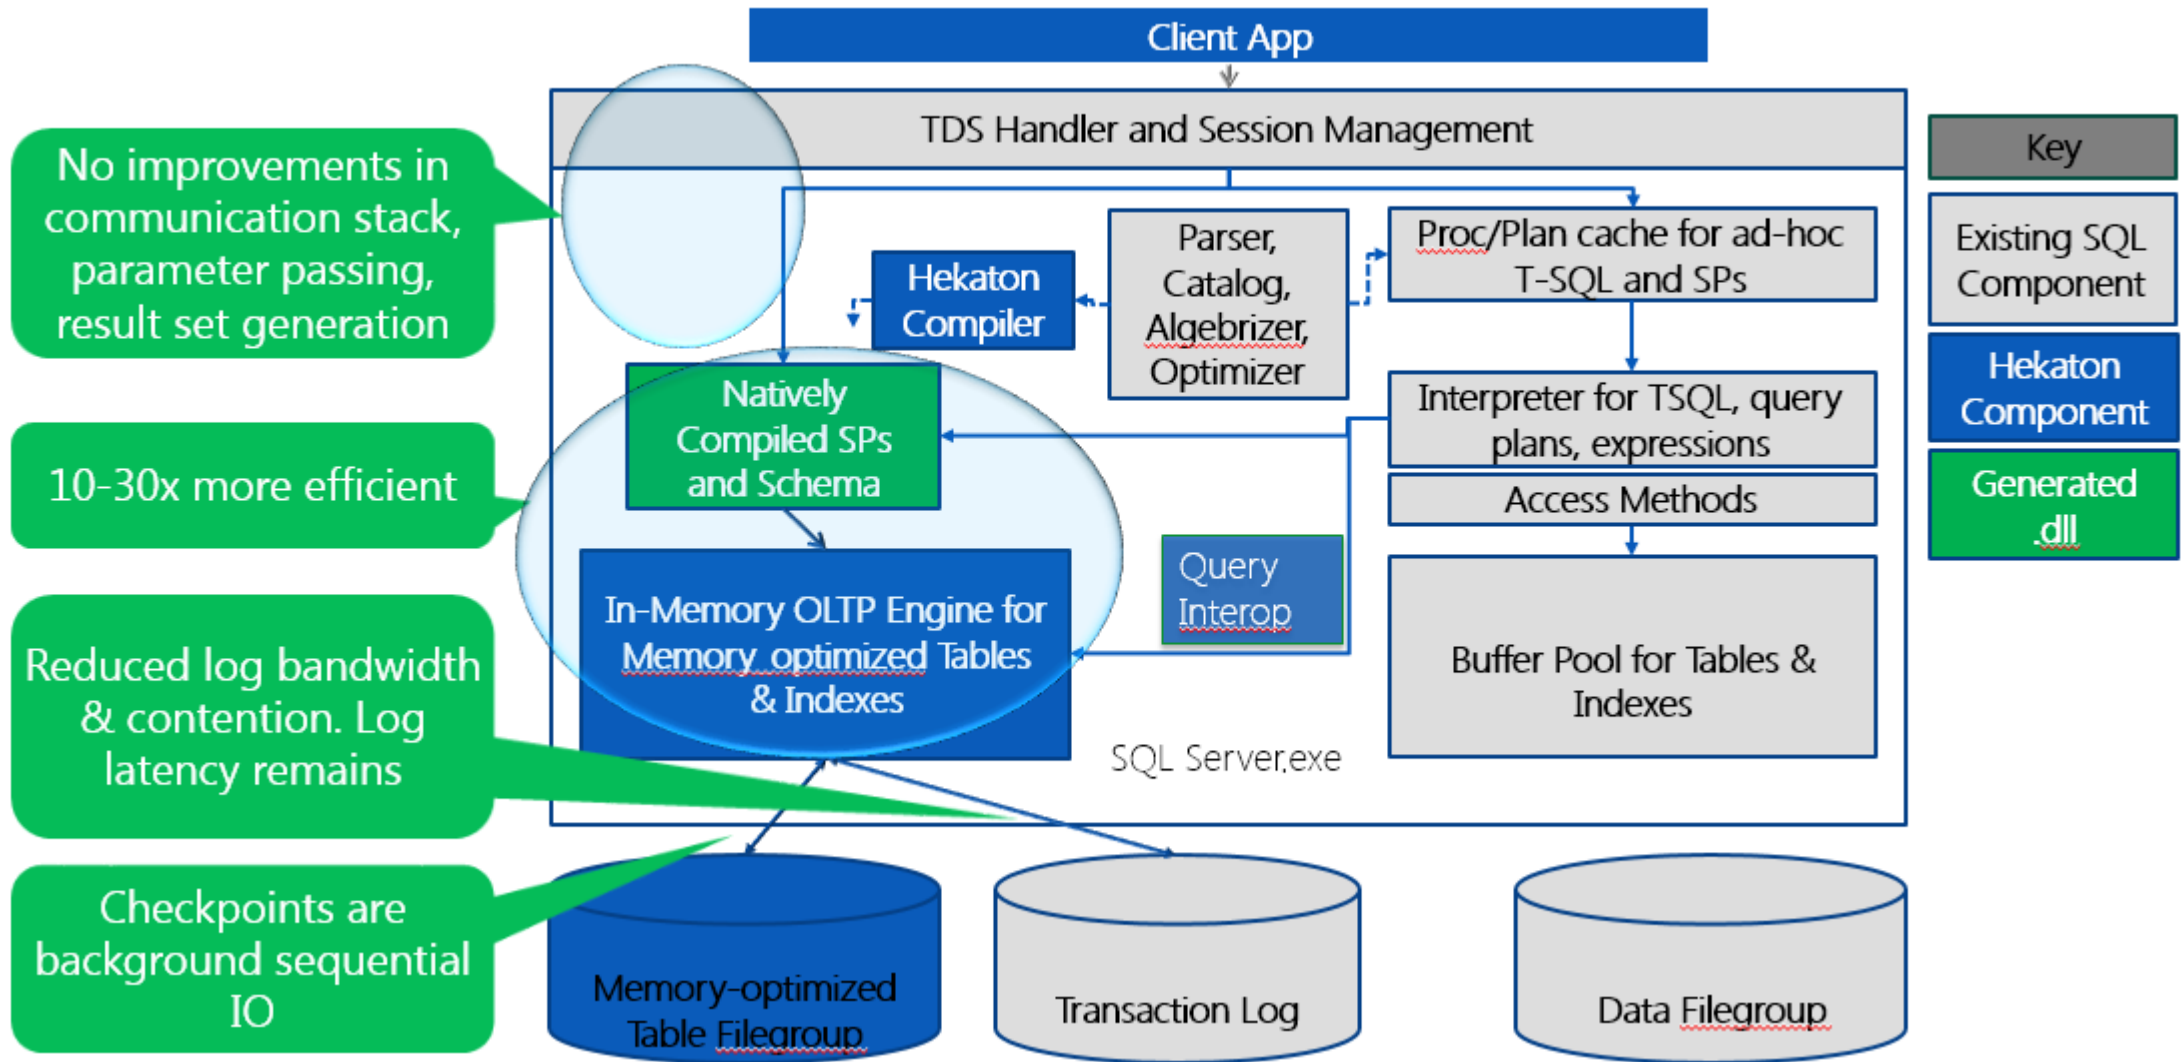 Client App
TDS Handler and Session Management
No improvements in
communication stack,
parameter passing,
result set generation
Key
Existing SQL
Component
Hekaton
Component
Generated
.dll
Parser,
Catalog,
Algebrizer,
Optimizer
Proc/Plan cache for ad-hoc
T-SQL and SPs
Hekaton
Compiler
Natively
Compiled SPs
and Schema
Interpreter for TSQL, query
plans, expressions
Access Methods
10-30x more efficient
Query
Interop
In-Memory OLTP Engine for
Memory_optimized Tables
& Indexes
Buffer Pool for Tables &
Indexes
Reduced log bandwidth
& contention. Log
latency remains
SQL Server.exe
Checkpoints are
background sequential
IO
Memory-optimized
Table Filegroup
Transaction Log
Data Filegroup